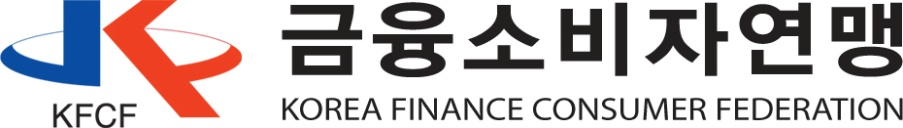 금융소비자연맹
KFCF
KOREA FINANCE CONSUMER FEDERATION